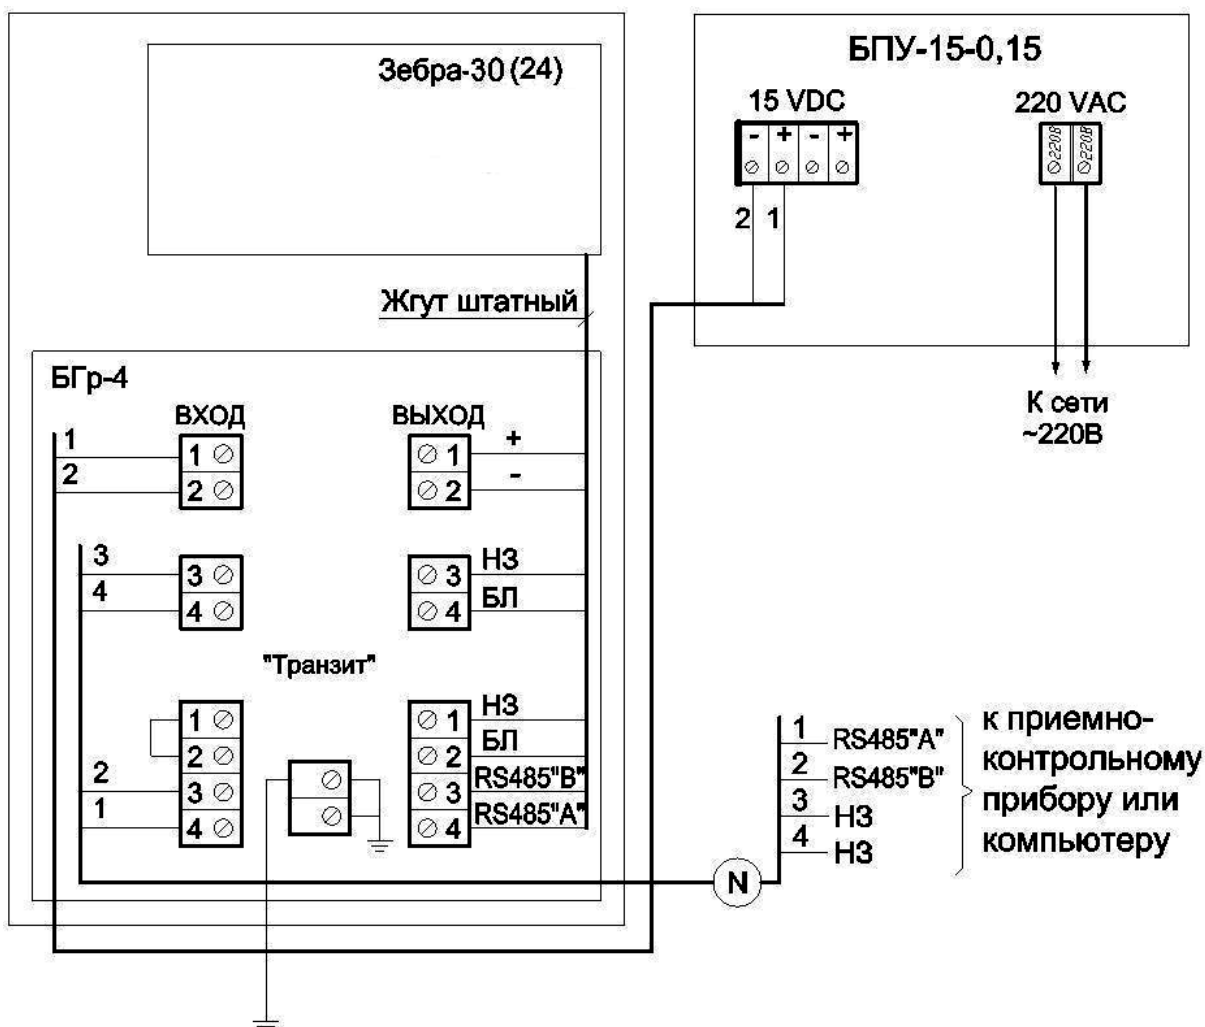 Зебра-30 (24)
Жгут штатный
БПУ-15-0,15
15 VDC
220 VAC
- + - +
220В 220В
2 1
К сети
~220В
БГр-4
ВХОД
ВЫХОД
1
1
1
+
2
2
2
-
3
3
3
НЗ
4
4
4
БЛ
"Транзит"
1
1
НЗ
2
2
БЛ
2
3
3
RS485"B"
1
4
4
RS485"A"
N
1 RS485"A"
2 RS485"B"
3 НЗ
4 НЗ
к приемно-
контрольному
прибору или
компьютеру